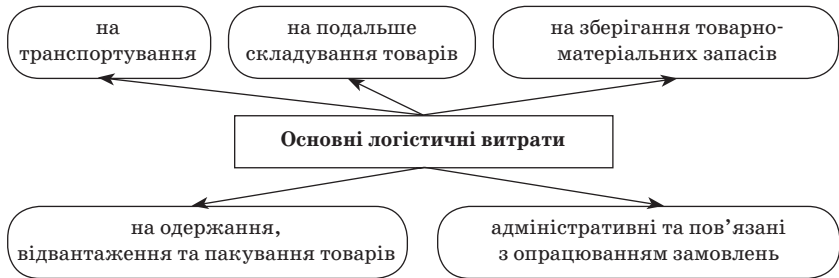 на
транспортування
на подальше
складування товарів
на зберігання товарно-
матеріальних запасів
Основні логістичні витрати
на одержання,
відвантаження та пакування товарів
адміністративні та пов’язані
з опрацюванням замовлень